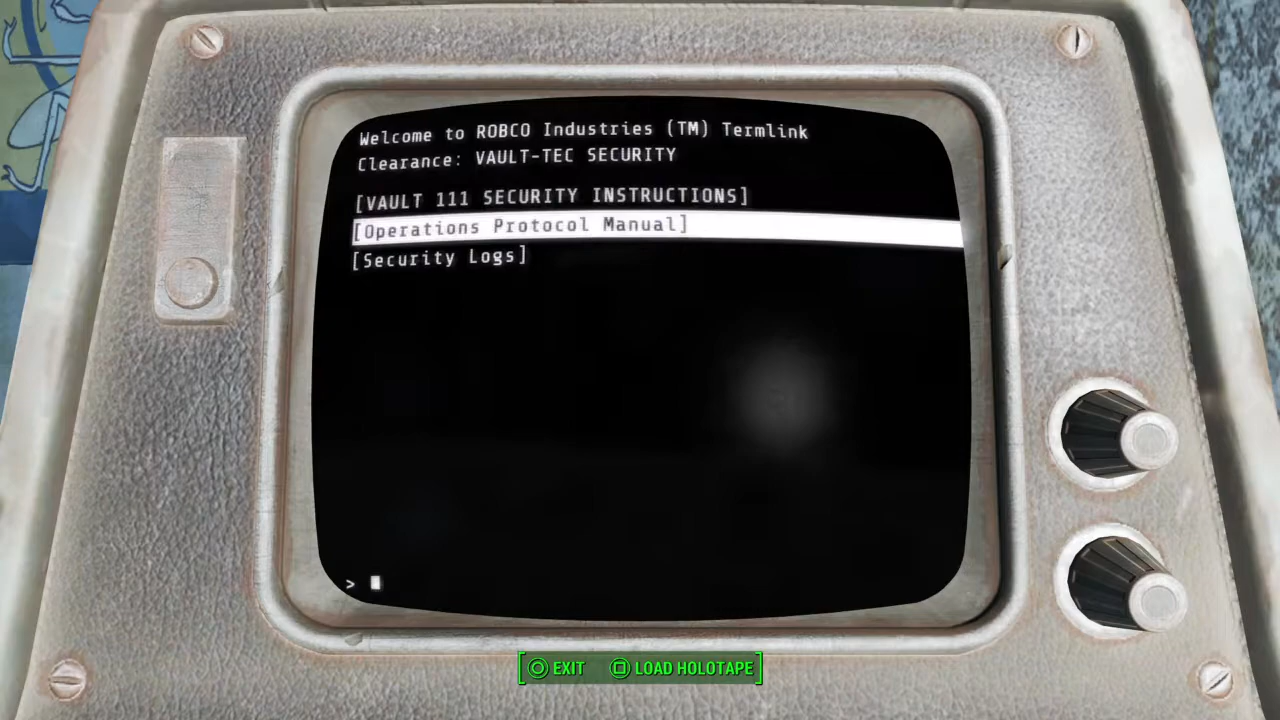 Welcome to ROBCO Industries (TM) Termlink
Clearance: VAULT-TEC SECURITY
[VAULT 111 SECURITY INSTRUCTIONS]
[Operations Protocol Manual]
[Security Logs]
>
EXIT LOAD HOLOTAPE